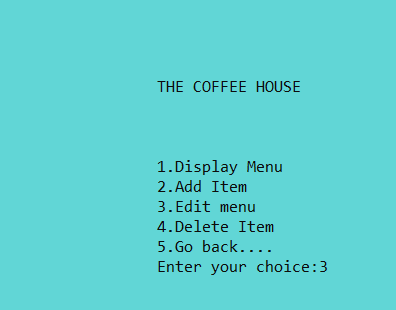 THE COFFEE HOUSE
1.Display Menu
2.Add Item
3.Edit menu
4.Delete Item
5.Go back....
Enter your choice:3